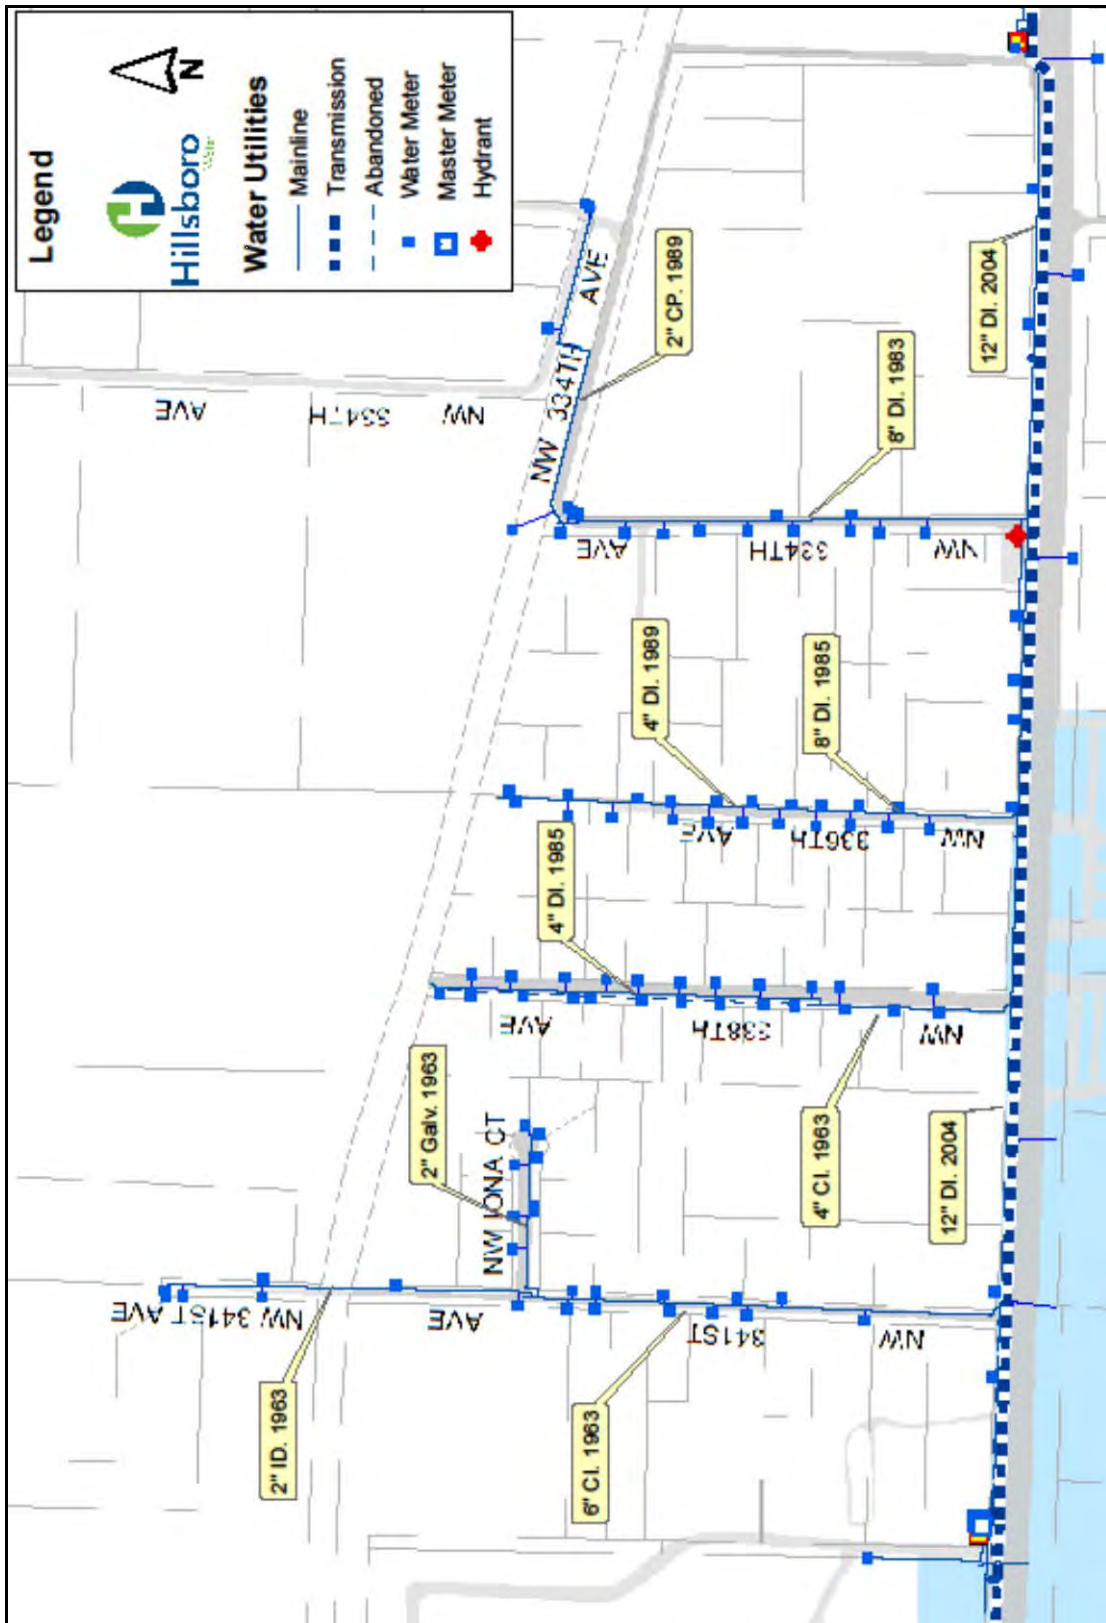 Legend
Hillsboro
Water
N
Water Utilities
Mainline
Transmission
Abandoned
Water Meter
Master Meter
Hydrant
NW 341ST AVE
2" ID. 1963
NW IONA CT
2" Galv. 1963
NW 341ST AVE
6" CI. 1963
NW 338Th AVE
4" DI. 1985
4" CI. 1963
12" DI. 2004
NW 336Th AVE
4" DI. 1989
8" DI. 1985
NW 334TH AVE
8" DI. 1983
NW 334TH AVE
2" CP. 1989
NW 334TH AVE
12" DI. 2004